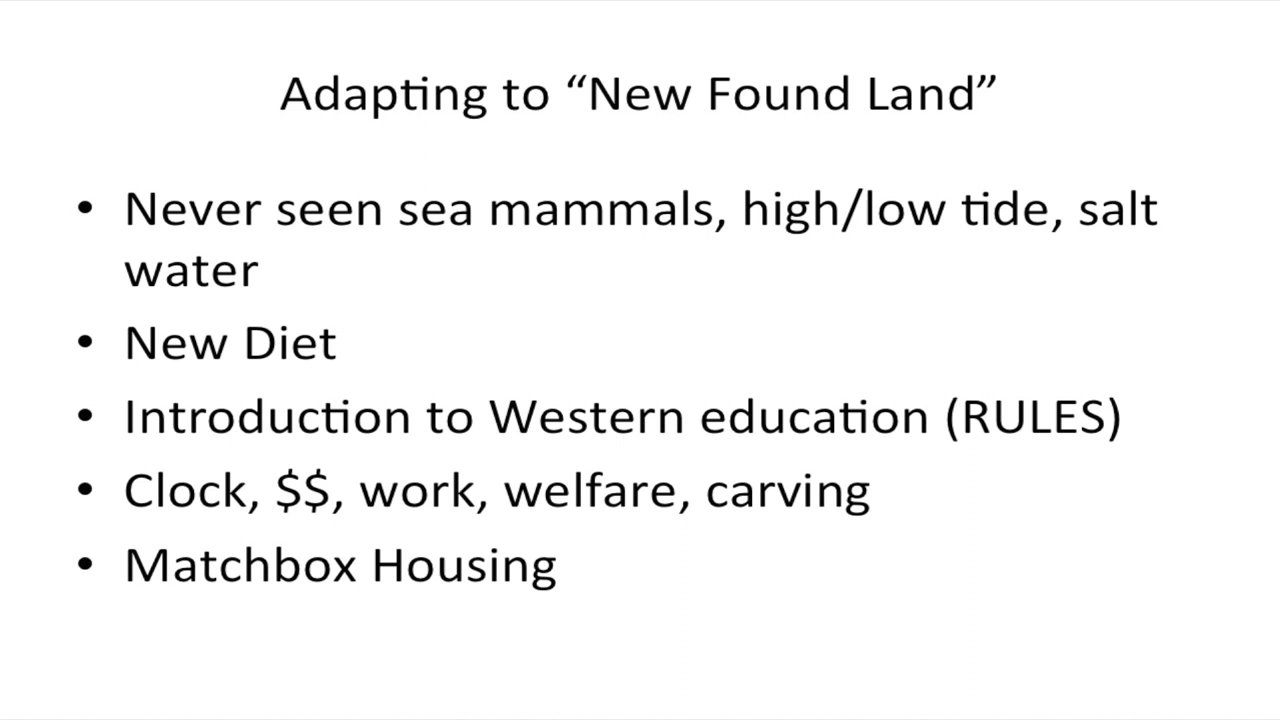 Adapting to “New Found Land”
• Never seen sea mammals, high/low tide, salt
water
• New Diet
• Introduction to Western education (RULES)
• Clock, $$, work, welfare, carving
• Matchbox Housing